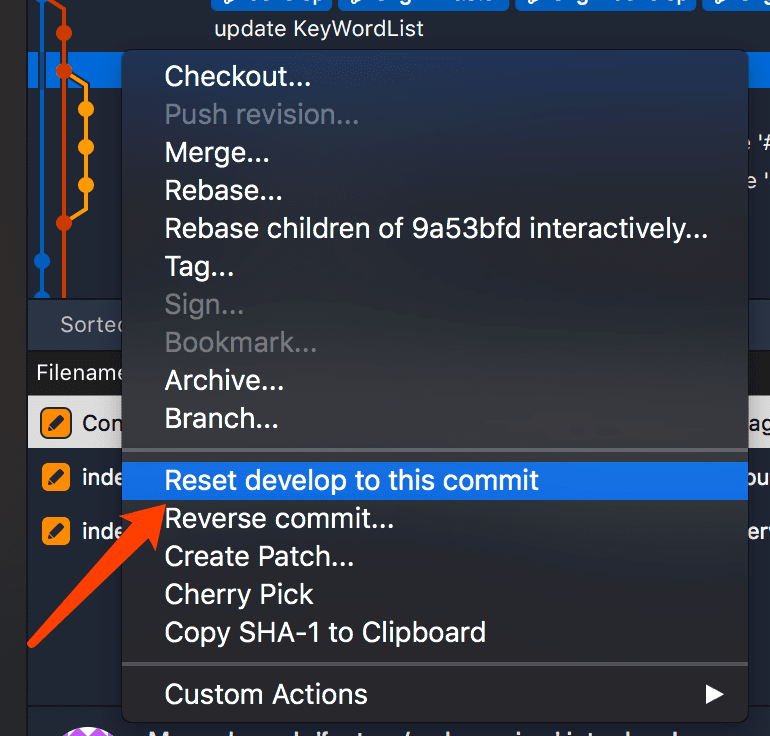 update KeyWordList
Checkout...
Push revision...
Merge...
Rebase...
Rebase children of 9a53bfd interactively...
Tag...
Sign...
Bookmark...
Archive...
Branch...
Sorted
Filename
Con
inde
inde
Reset develop to this commit
Reverse commit...
Create Patch...
Cherry Pick
Copy SHA-1 to Clipboard
Custom Actions